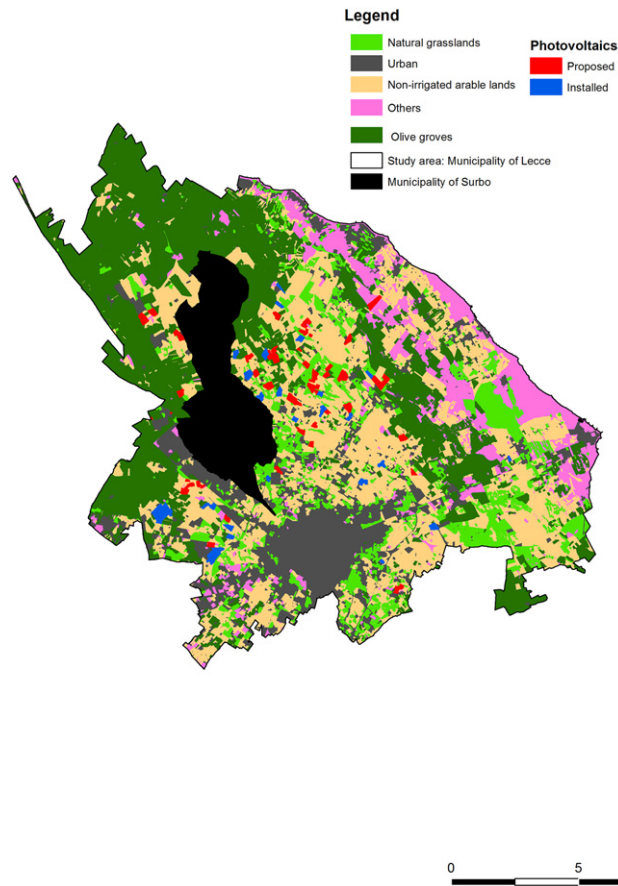 Legend
Natural grasslands
Urban
Non-irrigated arable lands
Others
Olive groves
Study area: Municipality of Lecce
Municipality of Surbo
Photovoltaics
Proposed
Installed
0 5